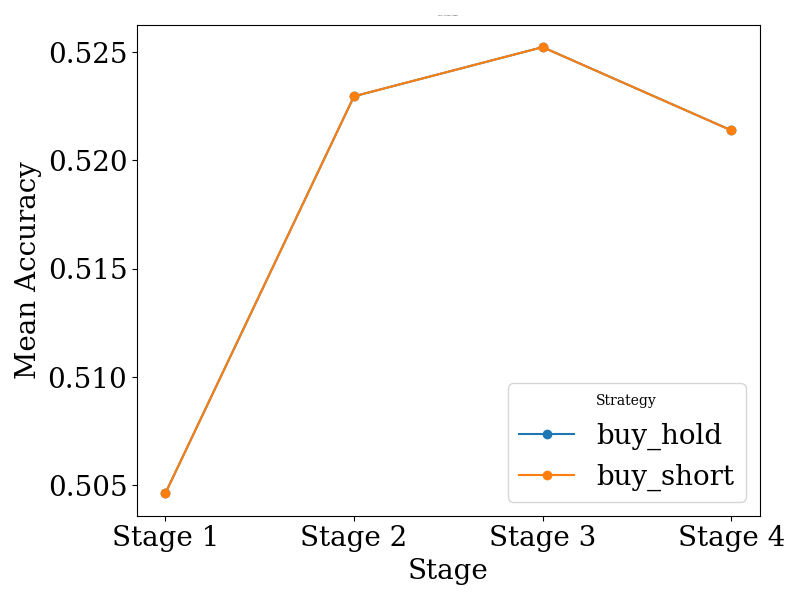 0.525
0.520
0.515
0.510
0.505
Mean Accuracy
Strategy
buy_hold
buy_short
Stage 1
Stage 2
Stage 3
Stage 4
Stage